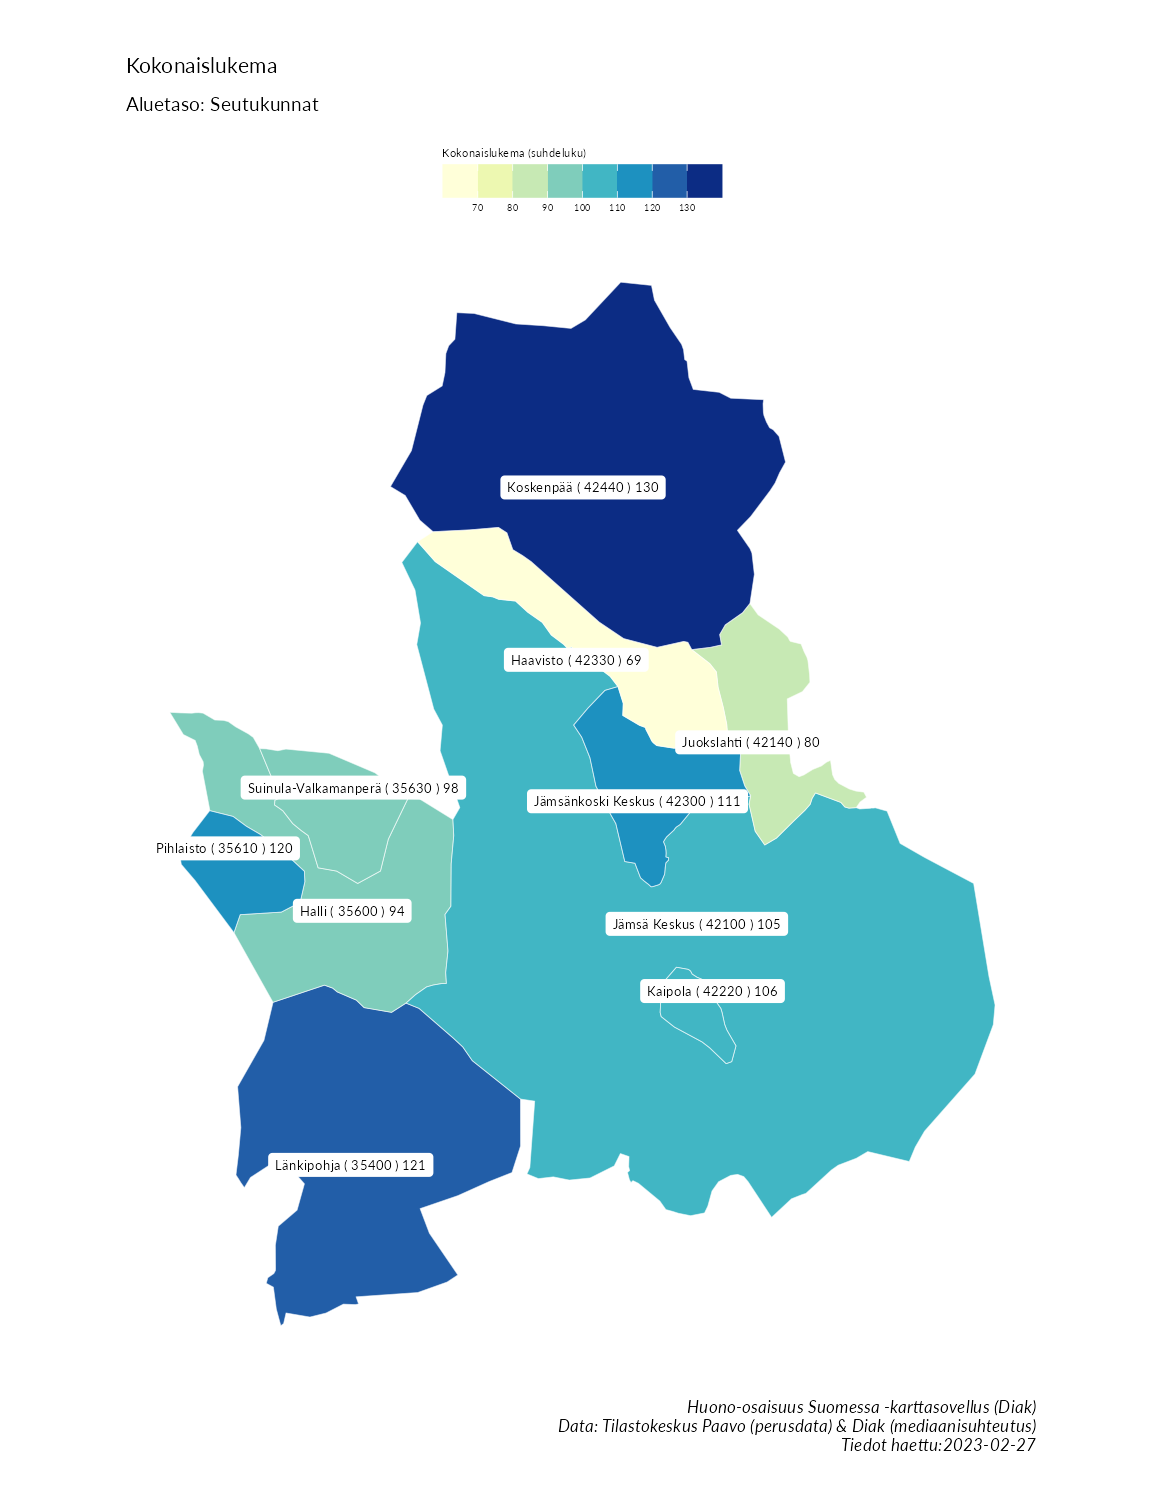 Kokonaislukema
Aluetaso: Seutukunnat
Kokonaislukema (suhdeluku)
70 80 90 100 110 120 130
Koskenpää ( 42440 ) 130
Haavisto ( 42330 ) 69
Juokslahti ( 42140 ) 80
Suinula-Valkamanperä ( 35630 ) 98
Jämsänkoski Keskus ( 42300 ) 111
Pihlaisto ( 35610 ) 120
Halli ( 35600 ) 94
Jämsä Keskus ( 42100 ) 105
Kaipola ( 42220 ) 106
Länkipohja ( 35400 ) 121
Huono-osaisuus Suomessa -karttasovellus (Diak)
Data: Tilastokeskus Paavo (perusdata) & Diak (mediaanisuhteutus)
Tiedot haettu:2023-02-27